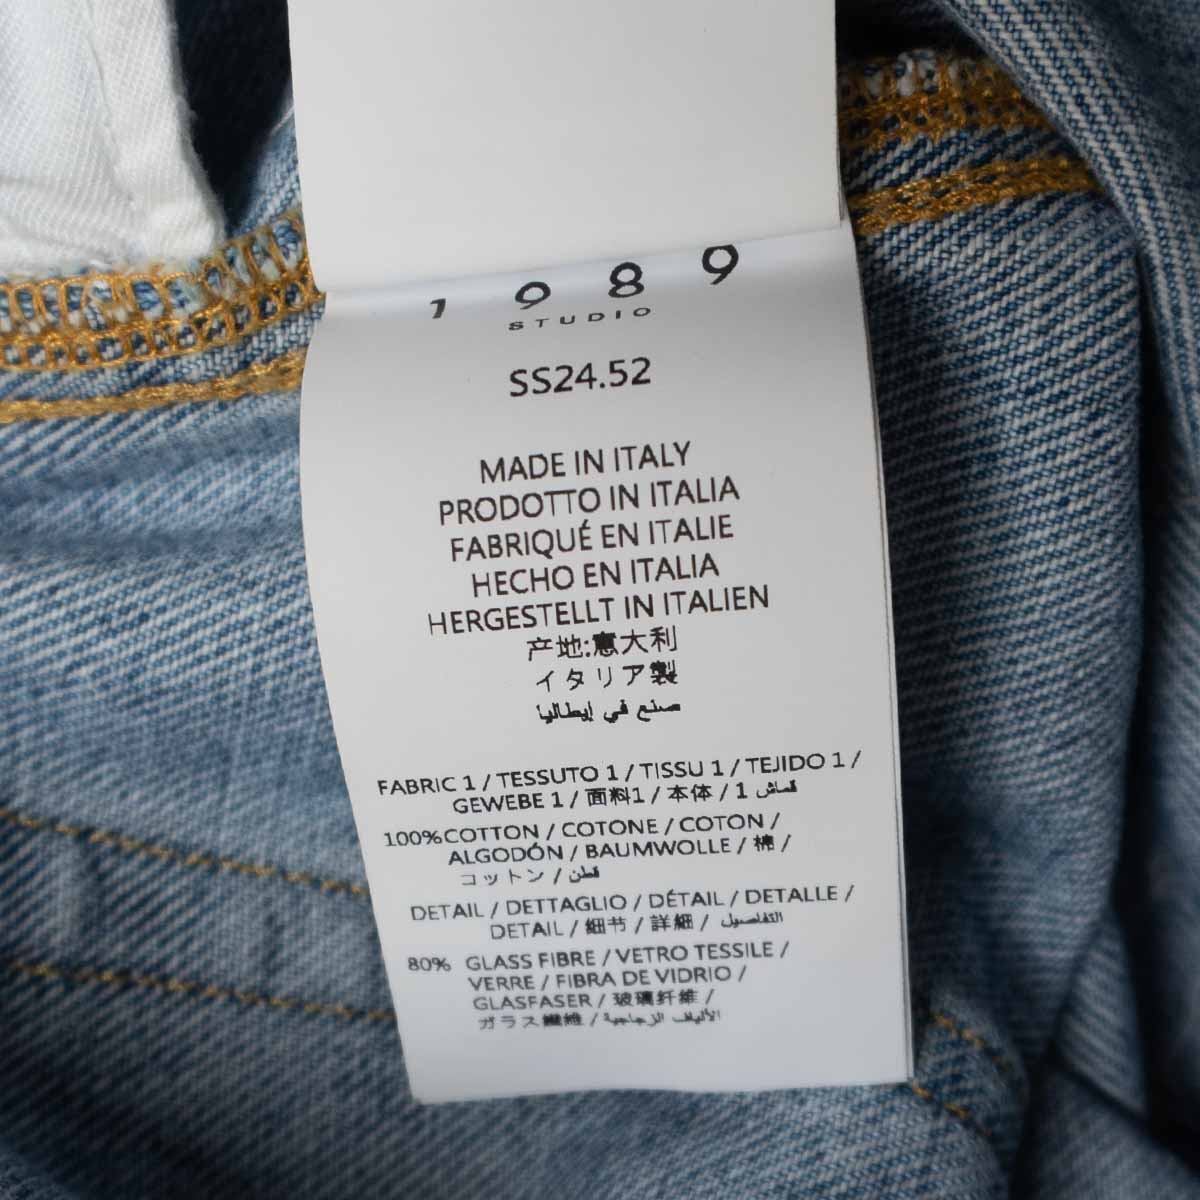 1989
STUDIO
SS24.52
MADE IN ITALY
PRODOTTO IN ITALIA
FABRIQUÉ EN ITALIE
HECHO EN ITALIA
HERGESTELLT IN ITALIEN
产地:意大利
イタリア製
صنع في إيطاليا
FABRIC 1 / TESSUTO 1 / TISSU 1 / TEJIDO 1 /
GEWEBE 1 / 面料1 / 本体 / 1 قماش
100%COTTON / COTONE / COTON /
ALGODÓN / BAUMWOLLE / 棉 /
コットン / قطن
DETAIL / DETTAGLIO / DÉTAIL / DETALLE /
DETAIL / 细节 / 詳細 / التفاصيل
80% GLASS FIBRE / VETRO TESSILE /
VERRE / FIBRA DE VIDRIO /
GLASFASER / 玻璃纤维 /
ガラス繊維 / الألياف الزجاجية